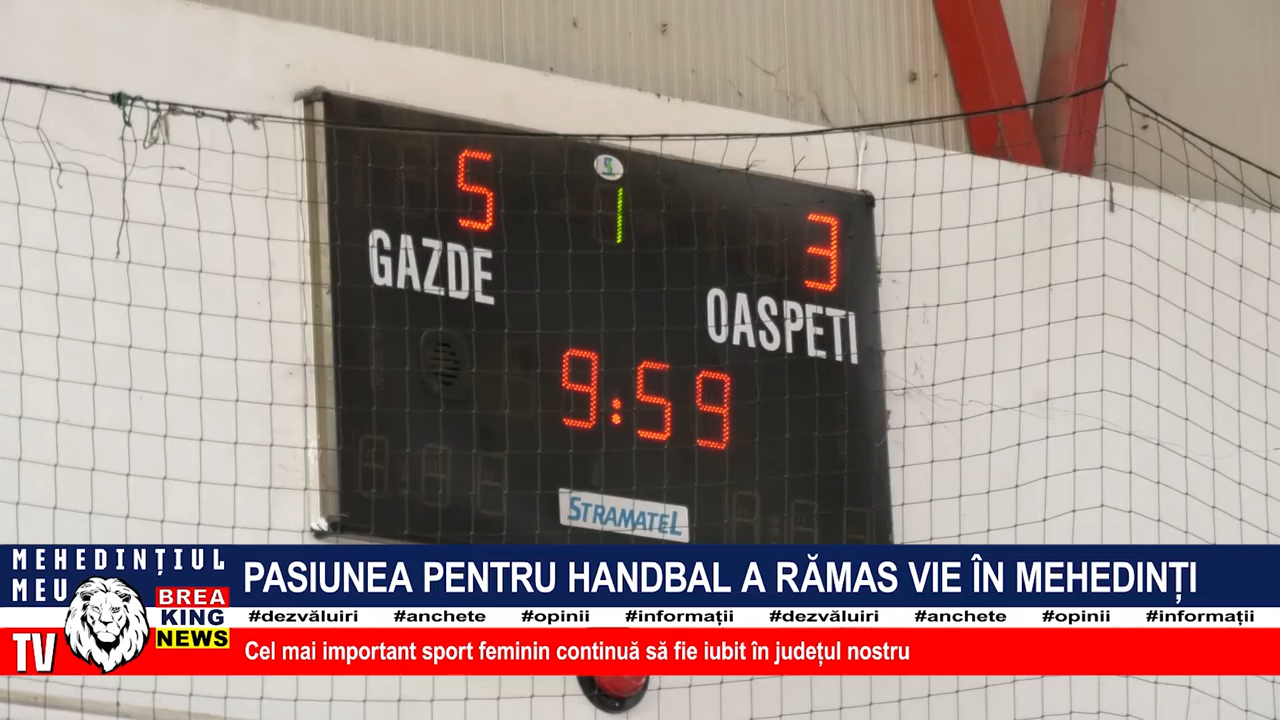 5 1 3
GAZDE
OASPETI
9:59
STRAMATEL
MEHEDINȚIUL
MEU
TV
BREA
KING
NEWS
PASIUNEA PENTRU HANDBAL A RĂMAS VIE ÎN MEHEDINȚI
#dezvăluiri #anchete #opinii #informații #dezvăluiri #anchete #opinii #informații
Cel mai important sport feminin continuă să fie iubit în județul nostru